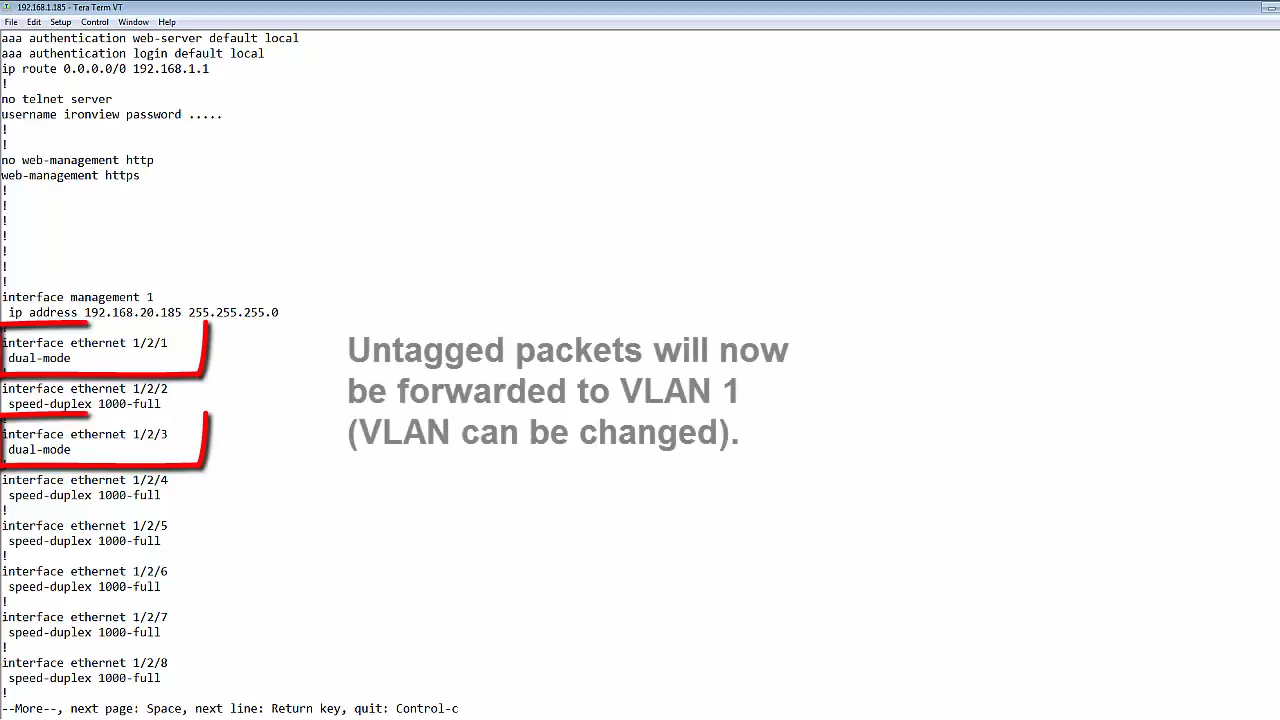 192.168.1.185 - Tera Term VT
File Edit Setup Control Window Help
aaa authentication web-server default local
aaa authentication login default local
ip route 0.0.0.0/0 192.168.1.1
!
no telnet server
username ironview password .....
!
!
no web-management http
web-management https
!
!
!
!
!
!
!
interface management 1
ip address 192.168.20.185 255.255.255.0
!
interface ethernet 1/2/1
dual-mode
!
interface ethernet 1/2/2
speed-duplex 1000-full
!
interface ethernet 1/2/3
dual-mode
!
interface ethernet 1/2/4
speed-duplex 1000-full
!
interface ethernet 1/2/5
speed-duplex 1000-full
!
interface ethernet 1/2/6
speed-duplex 1000-full
!
interface ethernet 1/2/7
speed-duplex 1000-full
!
interface ethernet 1/2/8
speed-duplex 1000-full
!
--More--, next page: Space, next line: Return key, quit: Control-c
Untagged packets will now
be forwarded to VLAN 1
(VLAN can be changed).